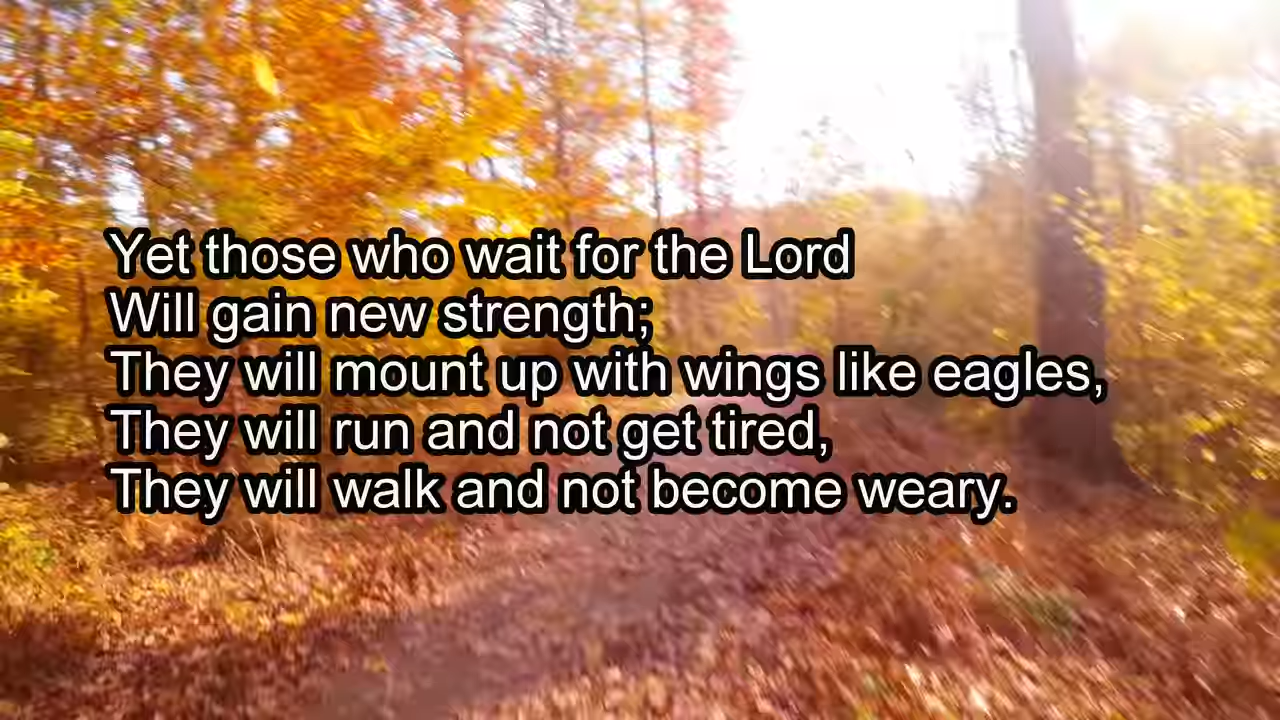 Yet those who wait for the Lord
Will gain new strength;
They will mount up with wings like eagles,
They will run and not get tired,
They will walk and not become weary.